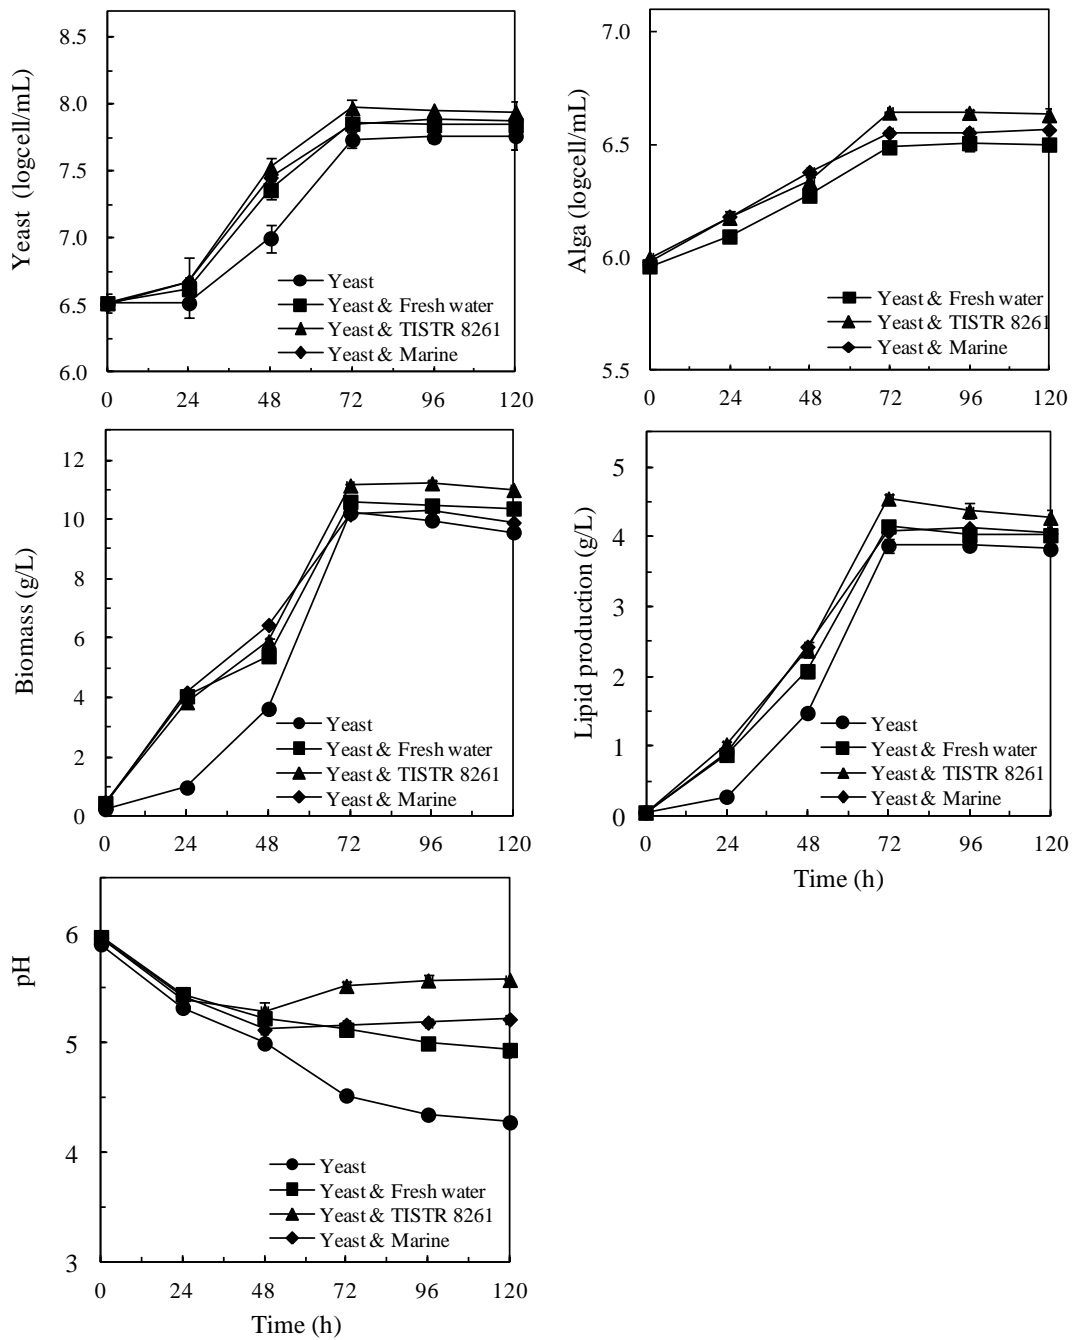 Yeast (logcell/mL)
8.5
8.0
7.5
7.0
6.5
6.0
Yeast
Yeast & Fresh water
Yeast & TISTR 8261
Yeast & Marine
0 24 48 72 96 120
Alga (logcell/mL)
7.0
6.5
6.0
5.5
Yeast & Fresh water
Yeast & TISTR 8261
Yeast & Marine
0 24 48 72 96 120
Biomass (g/L)
12
10
8
6
4
2
0
Yeast
Yeast & Fresh water
Yeast & TISTR 8261
Yeast & Marine
0 24 48 72 96 120
Lipid production (g/L)
5
4
3
2
1
0
Yeast
Yeast & Fresh water
Yeast & TISTR 8261
Yeast & Marine
0 24 48 72 96 120
Time (h)
pH
6
5
4
3
Yeast
Yeast & Fresh water
Yeast & TISTR 8261
Yeast & Marine
0 24 48 72 96 120
Time (h)